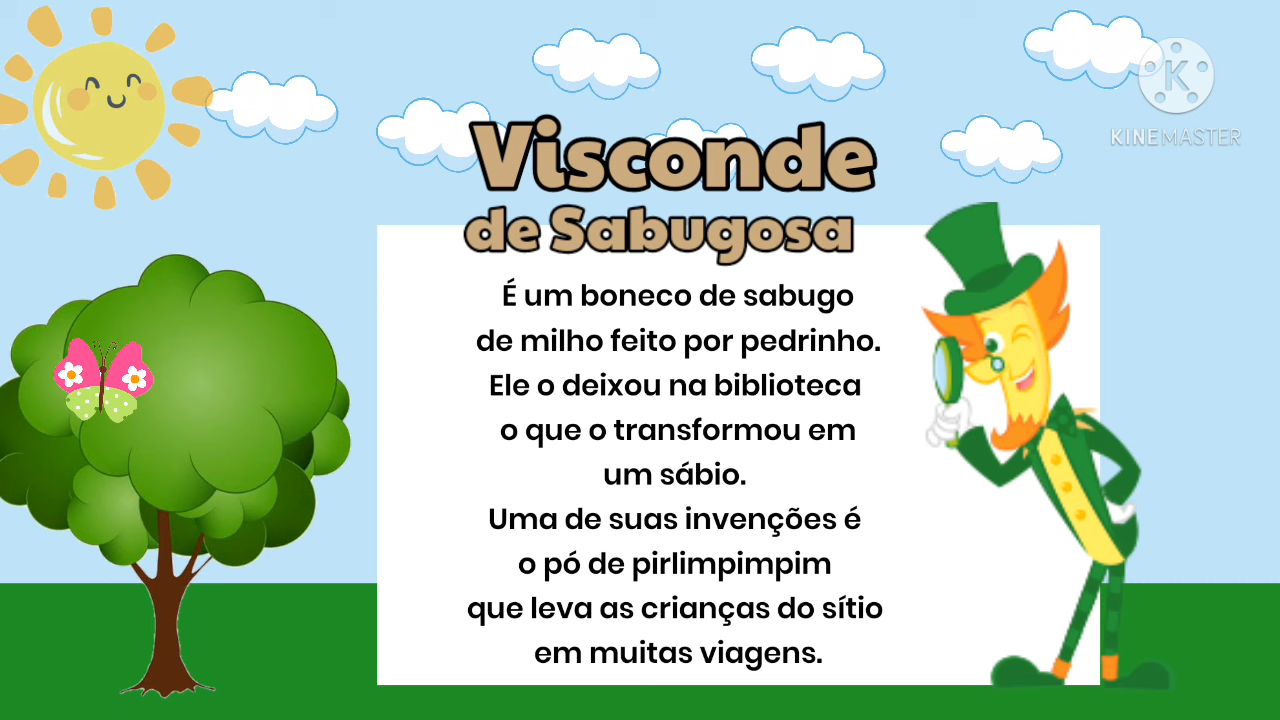 K
KINEMASTER
Visconde
de Sabugosa
É um boneco de sabugo
de milho feito por pedrinho.
Ele o deixou na biblioteca
o que o transformou em
um sábio.
Uma de suas invenções é
o pó de pirlimpimpim
que leva as crianças do sítio
em muitas viagens.